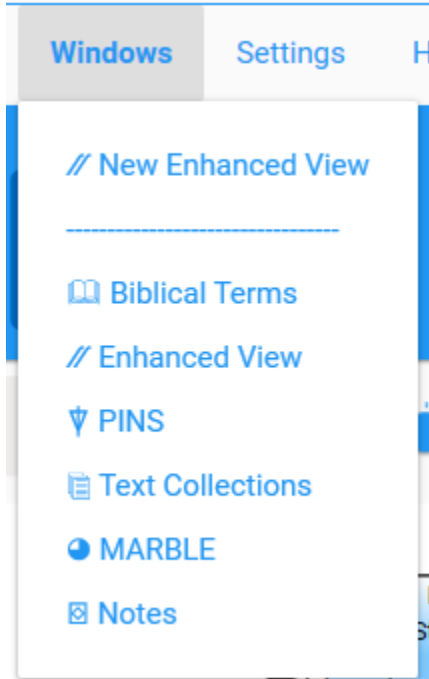 Windows Settings H
// New Enhanced View
--------------------------------
Biblical Terms
// Enhanced View
PINS
Text Collections
MARBLE
Notes